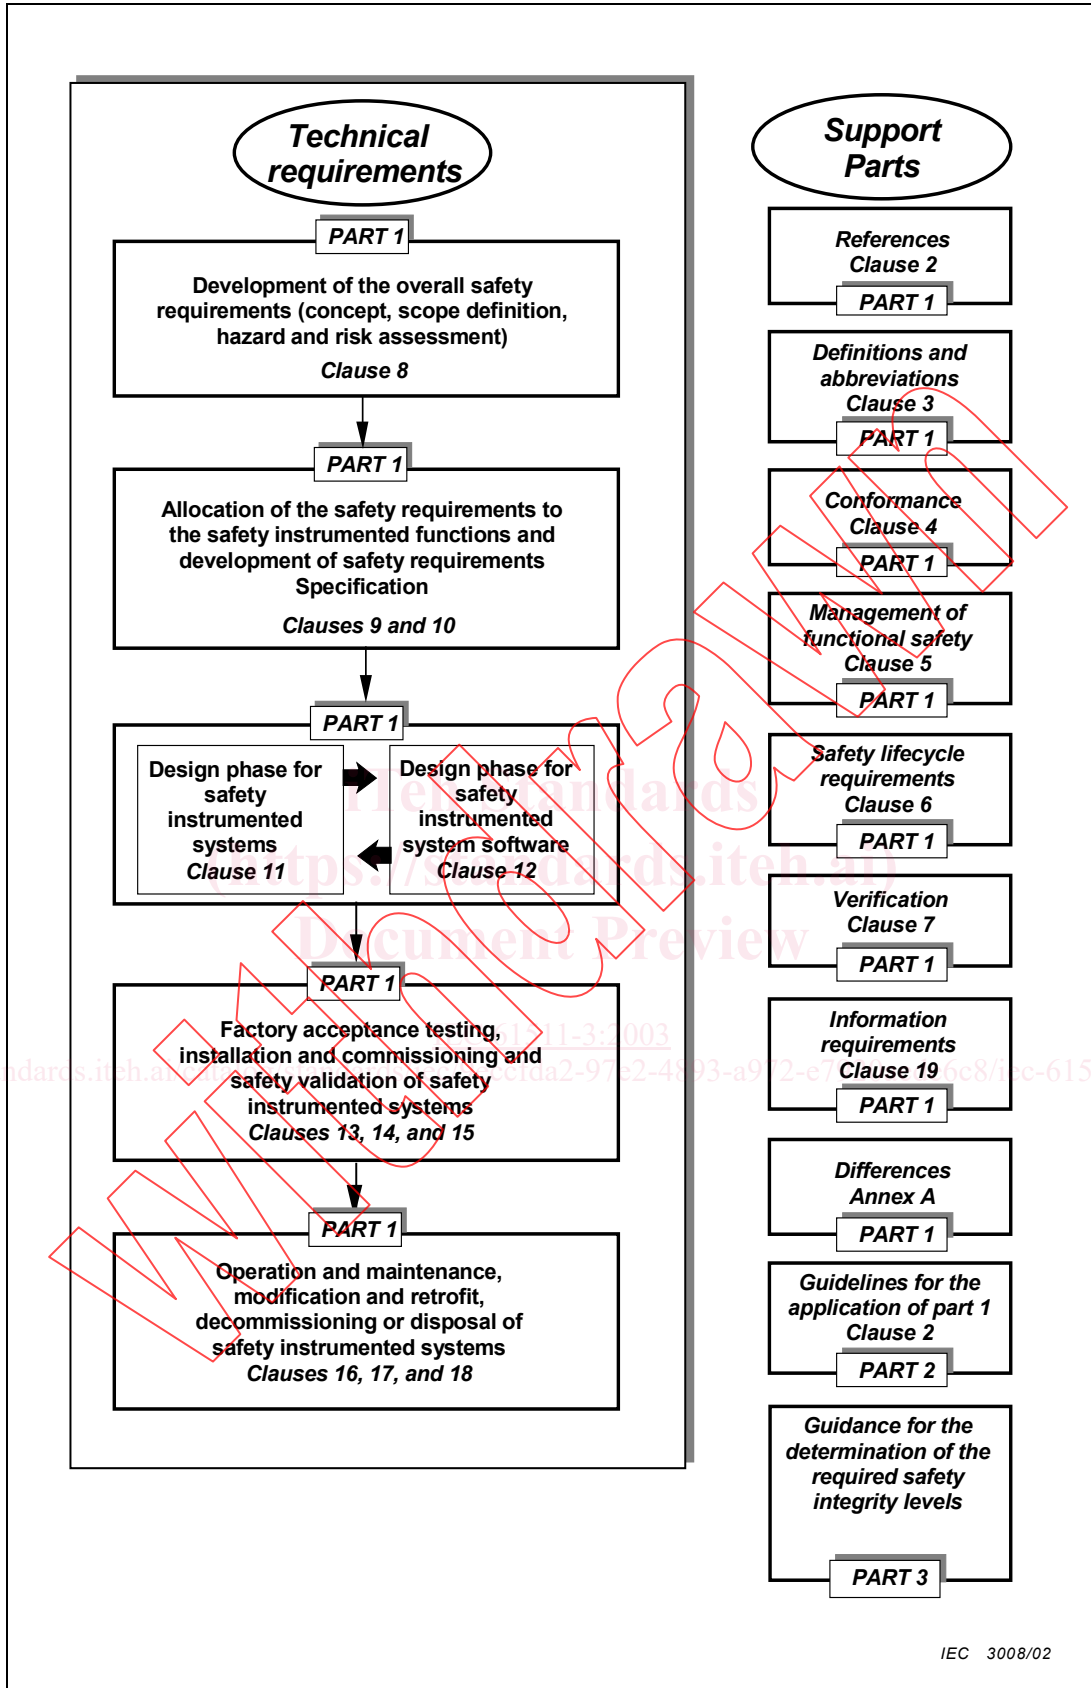 Technical
requirements
PART 1
Development of the overall safety
requirements (concept, scope definition,
hazard and risk assessment)
Clause 8
PART 1
Allocation of the safety requirements to
the safety instrumented functions and
development of safety requirements
Specification
Clauses 9 and 10
PART 1
Design phase for
safety
instrumented
systems
Clause 11
Design phase for
safety
instrumented
system software
Clause 12
PART 1
Factory acceptance testing,
installation and commissioning and
safety validation of safety
instrumented systems
Clauses 13, 14, and 15
PART 1
Operation and maintenance,
modification and retrofit,
decommissioning or disposal of
safety instrumented systems
Clauses 16, 17, and 18
Support
Parts
References
Clause 2
PART 1
Definitions and
abbreviations
Clause 3
PART 1
Conformance
Clause 4
PART 1
Management of
functional safety
Clause 5
PART 1
Safety lifecycle
requirements
Clause 6
PART 1
Verification
Clause 7
PART 1
Information
requirements
Clause 19
PART 1
Differences
Annex A
PART 1
Guidelines for the
application of part 1
Clause 2
PART 2
Guidance for the
determination of the
required safety
integrity levels
PART 3
IEC 3008/02
Withdrawn
iTeh Standards
(https://standards.iteh.ai)
Document Preview
11-3:2003